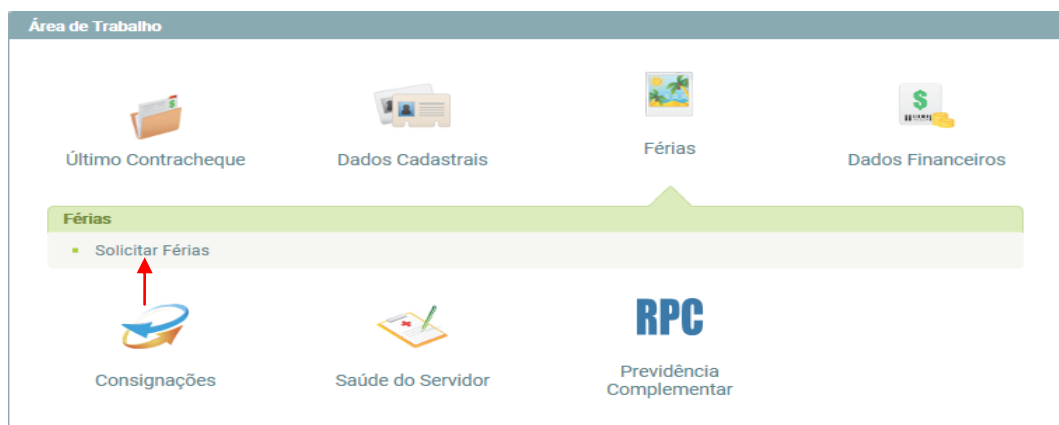 Área de Trabalho
Último Contracheque
Dados Cadastrais
Férias
Dados Financeiros
Férias
Solicitar Férias
Consignações
Saúde do Servidor
RPC
Previdência
Complementar